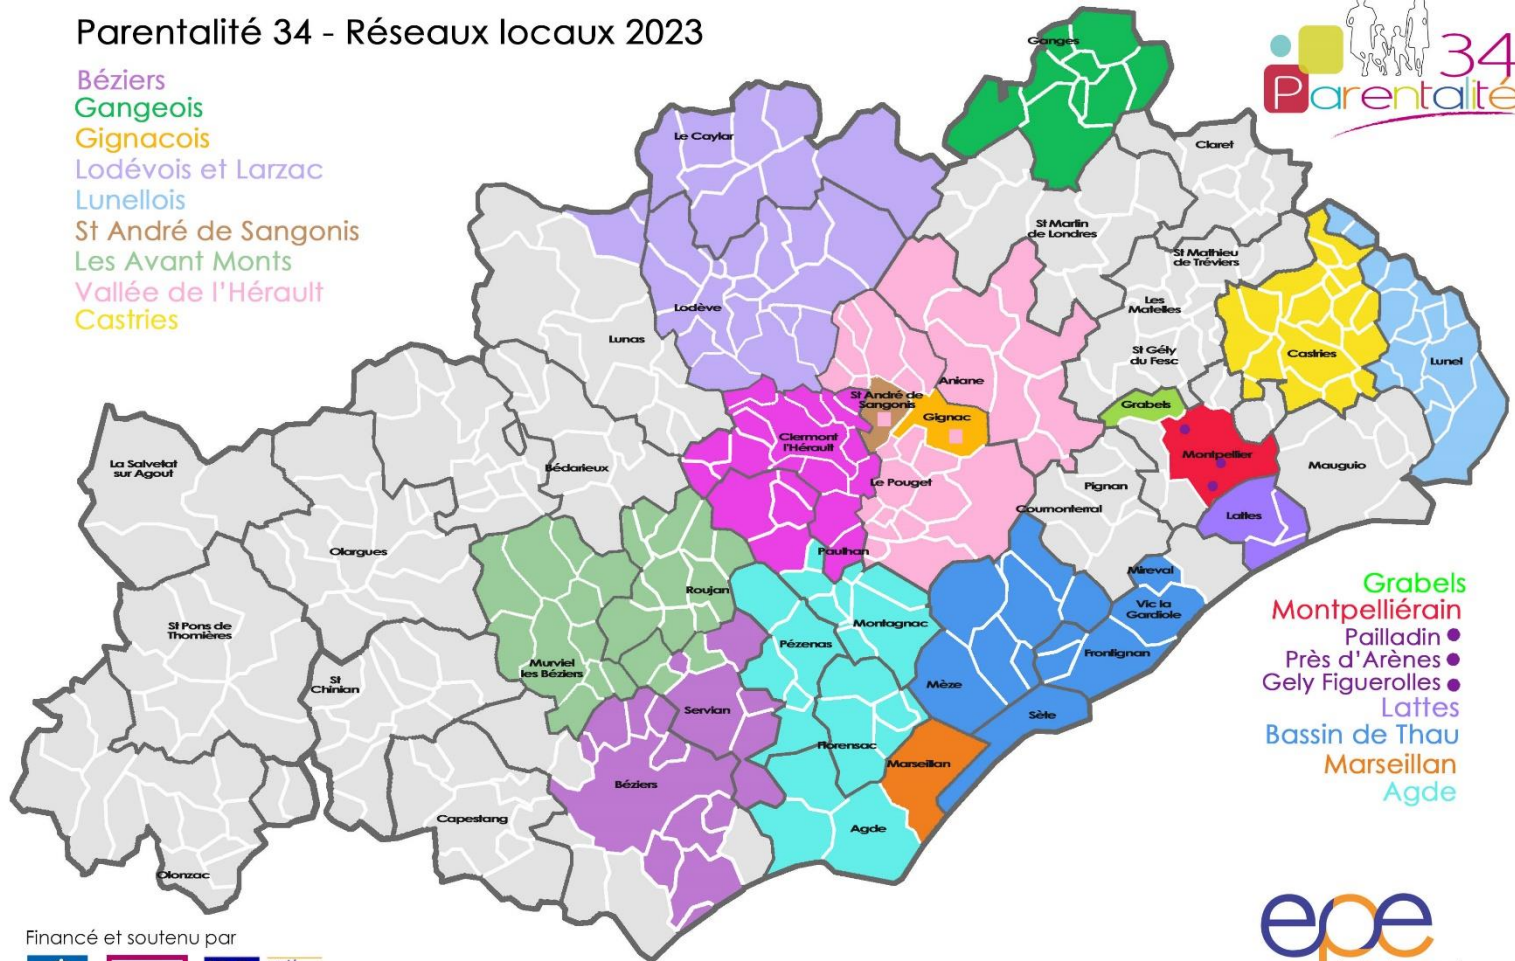 Parentalité 34 - Réseaux locaux 2023
Béziers
Gangeois
Gignacois
Lodévois et Larzac
Lunellois
St André de Sangonis
Les Avant Monts
Vallée de l'Hérault
Castries
34
Parentalité
Ganges
Le Caylar
Claret
St Martin
de Londres
St Mathieu
de Tréviers
Les
Matelles
Lodève
Lunas
St Gély
du Fesc
Castries
Lunel
Aniane
St André de
Sangonis
Gignac
Grabels
Clermont
l'Hérault
Montpellier
La Salvetat
sur Agout
Bédarieux
Mauguio
Le Pouget
Pignan
Cournonterral
Lattes
Olargues
Paulhan
Mireval
Roujan
Vic la
Gardiole
Montagnac
St Pons de
Thomières
Pézenas
Frontignan
Murviel
les Béziers
St
Chinian
Mèze
Servian
Sète
Florensac
Marseillan
Béziers
Capestang
Agde
Olonzac
Grabels
Montpelliérain
Pailladin
Près d'Arènes
Gely Figuerolles
Lattes
Bassin de Thau
Marseillan
Agde
Financé et soutenu par
epe